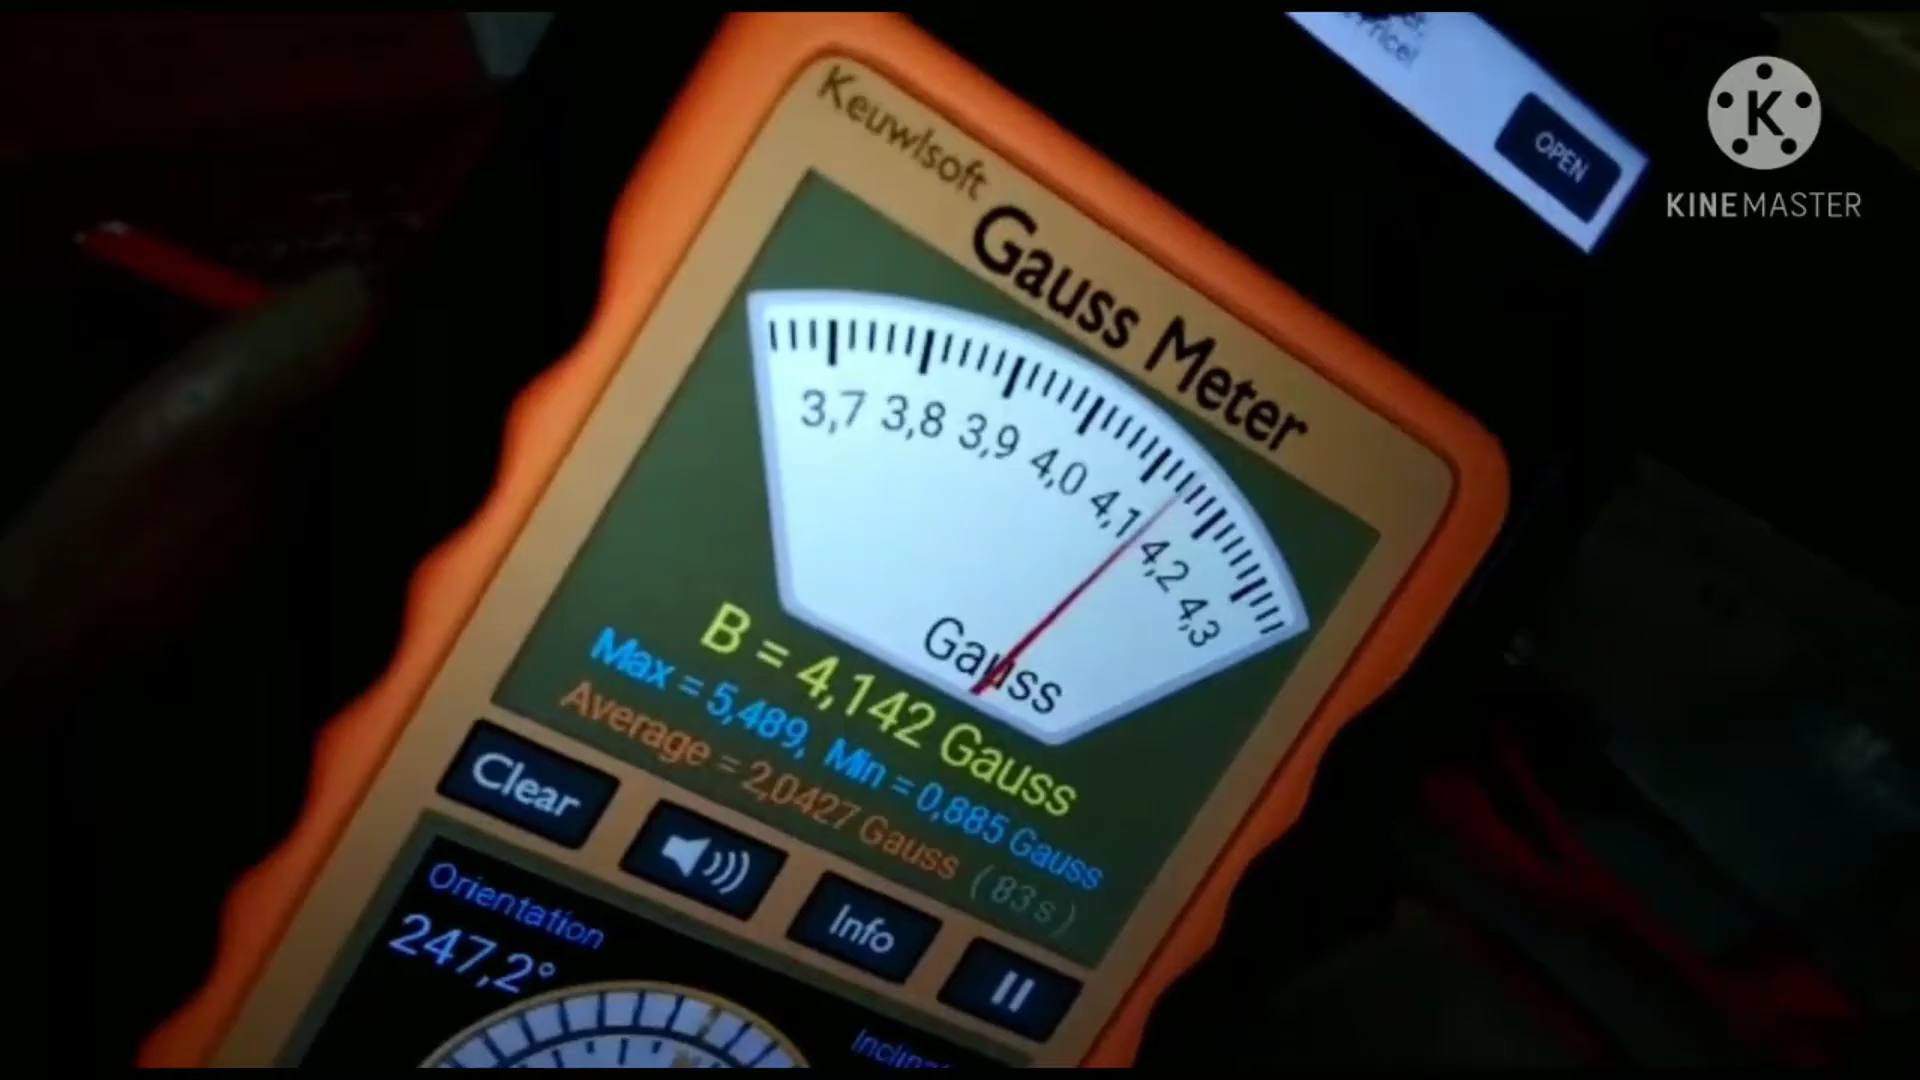 Price!
OPEN
KINEMASTER
Keuwlsoft
Gauss Meter
3,7 3,8 3,9 4,0 4,1 4,2 4,3
Gauss
B = 4,142 Gauss
Max = 5,489, Min = 0,885 Gauss
Average = 2,0427 Gauss (83s)
Clear
Info
Orientation
247,2°